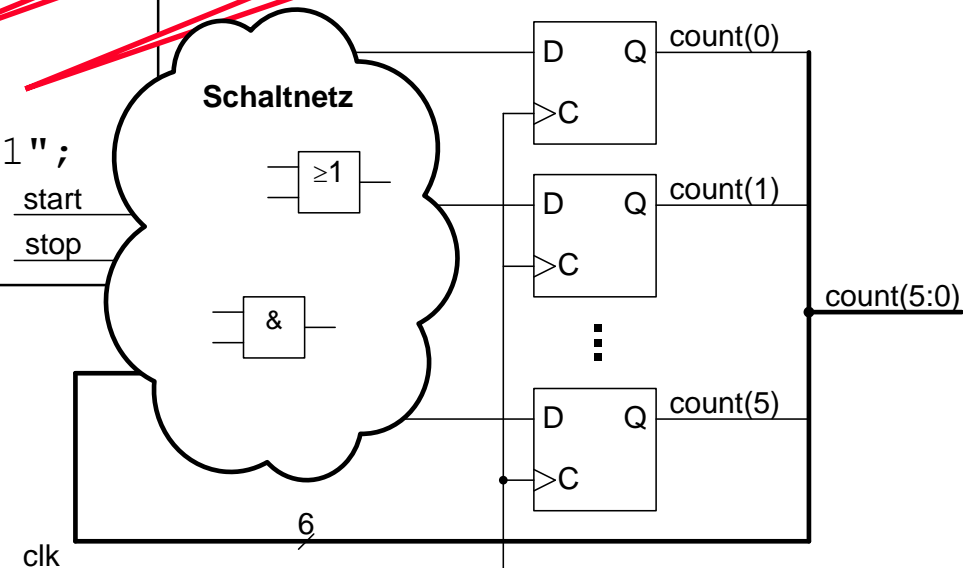 D Q count(0)
C
Schaltnetz
1";
≥1
start
D Q count(1)
stop
C
count(5:0)
&
D Q count(5)
C
6
clk